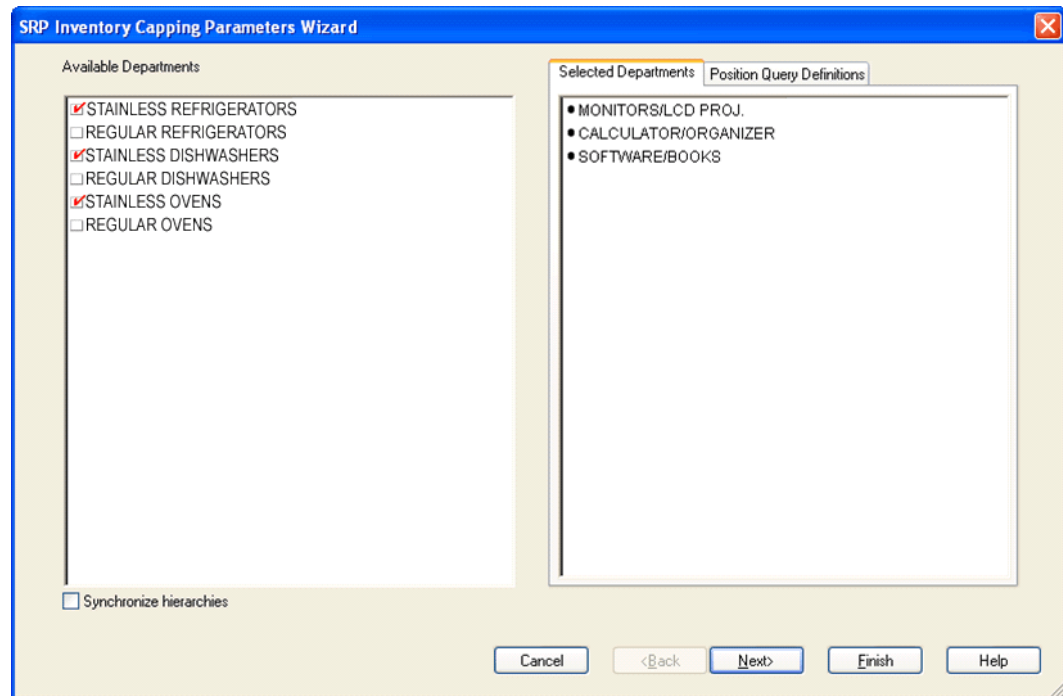 SRP Inventory Capping Parameters Wizard
Available Departments
STAINLESS REFRIGERATORS
REGULAR REFRIGERATORS
STAINLESS DISHWASHERS
REGULAR DISHWASHERS
STAINLESS OVENS
REGULAR OVENS
Synchronize hierarchies
Selected Departments Position Query Definitions
MONITORS/LCD PROJ.
CALCULATOR/ORGANIZER
SOFTWARE/BOOKS
Cancel <Back Next> Finish Help